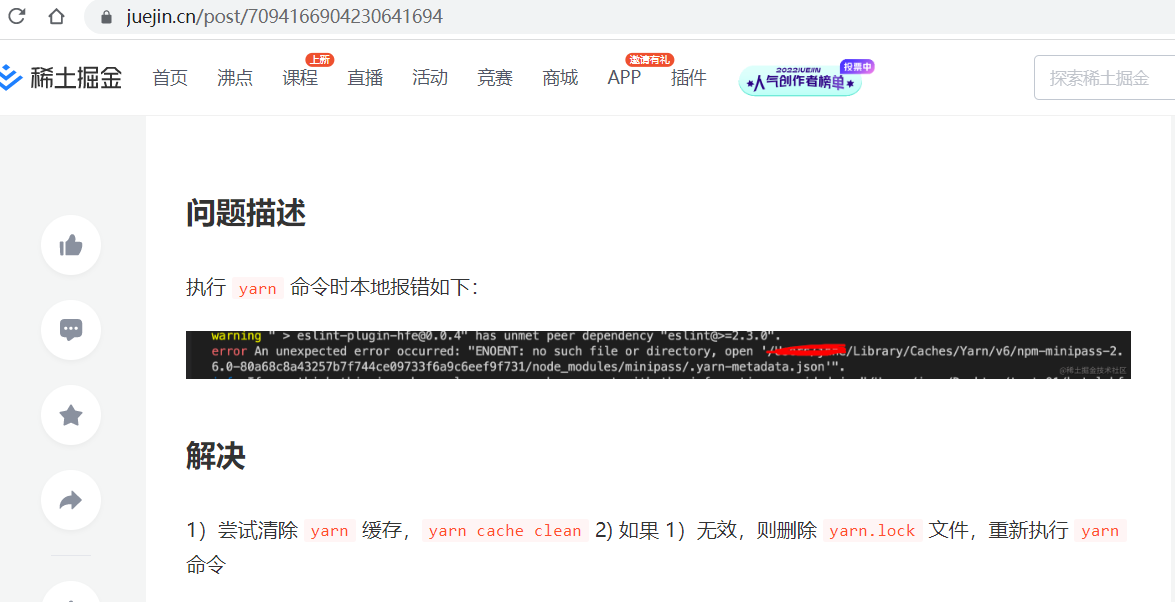 juejin.cn/post/7094166904230641694
稀土掘金 首页 沸点 课程 上新 直播 活动 竞赛 商城 APP 邀请有礼 插件 2022JUEJIN 人气创作者榜单 投票中 探索稀土掘金
问题描述
执行 yarn 命令时本地报错如下：
warning " > eslint-plugin-hfe@0.0.4" has unmet peer dependency "eslint@>=2.3.0".
error An unexpected error occurred: "ENOENT: no such file or directory, open '/Library/Caches/Yarn/v6/npm-minipass-2.
6.0-80a68c8a43257b7f744ce09733f6a9c6eef9f731/node_modules/minipass/.yarn-metadata.json'".
@稀土掘金技术社区
解决
1）尝试清除 yarn 缓存， yarn cache clean 2) 如果 1）无效，则删除 yarn.lock 文件，重新执行 yarn
命令